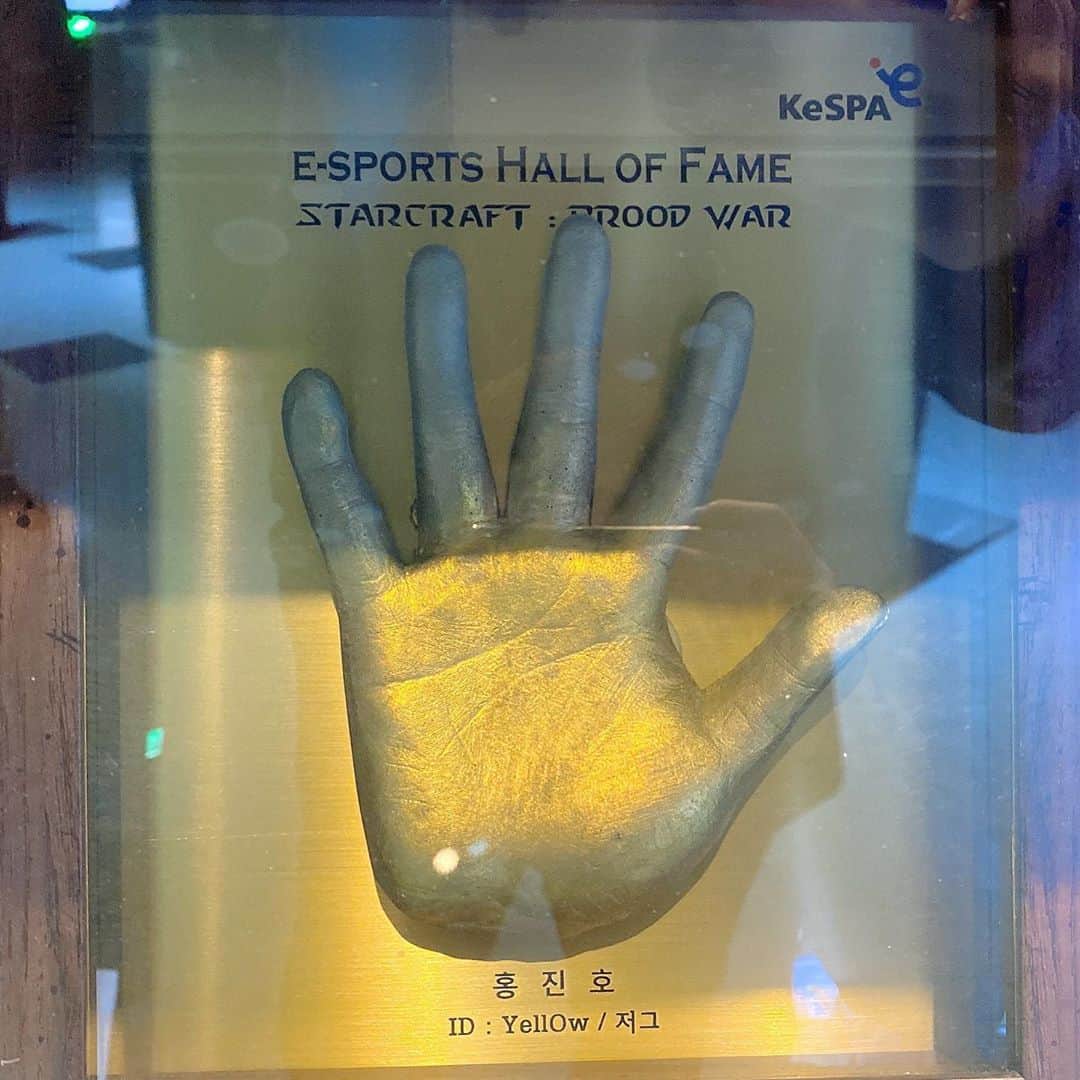 KeSPA
E-SPORTS HALL OF FAME
STARCRAFT : BROOD WAR
홍 진 호
ID : YellOw / 저그